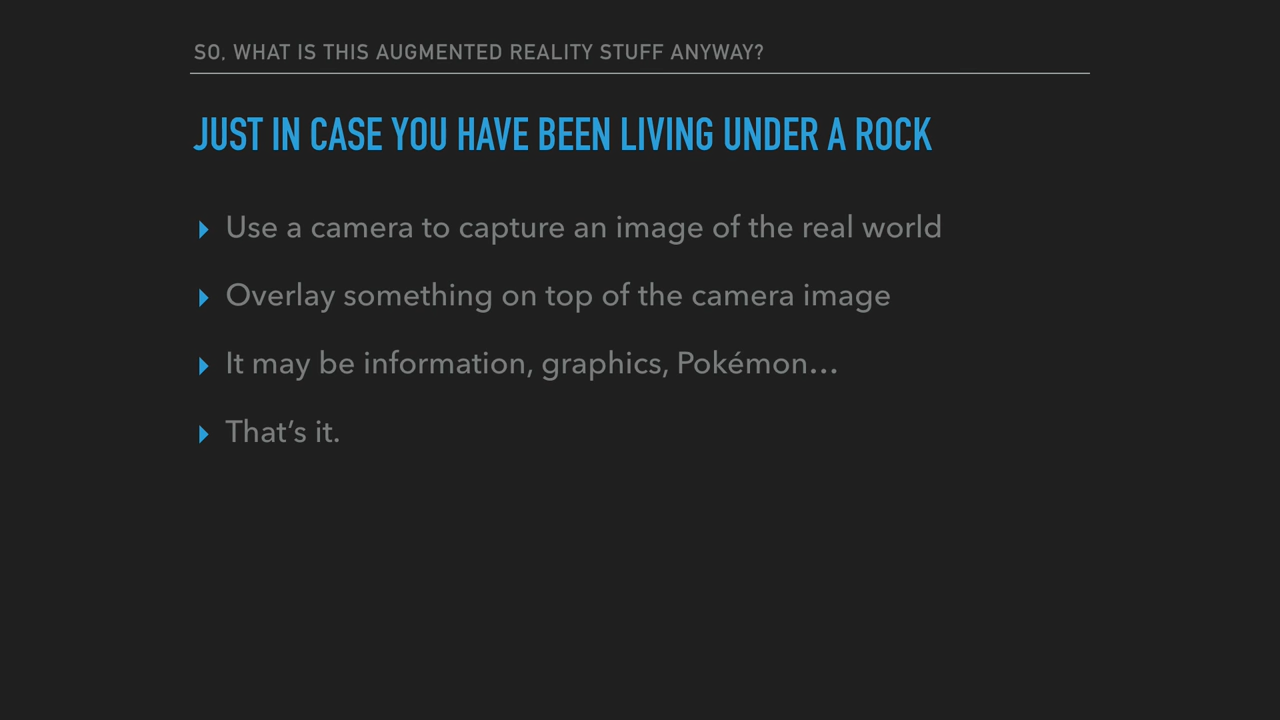 SO, WHAT IS THIS AUGMENTED REALITY STUFF ANYWAY?
JUST IN CASE YOU HAVE BEEN LIVING UNDER A ROCK
Use a camera to capture an image of the real world
Overlay something on top of the camera image
It may be information, graphics, Pokémon…
That’s it.